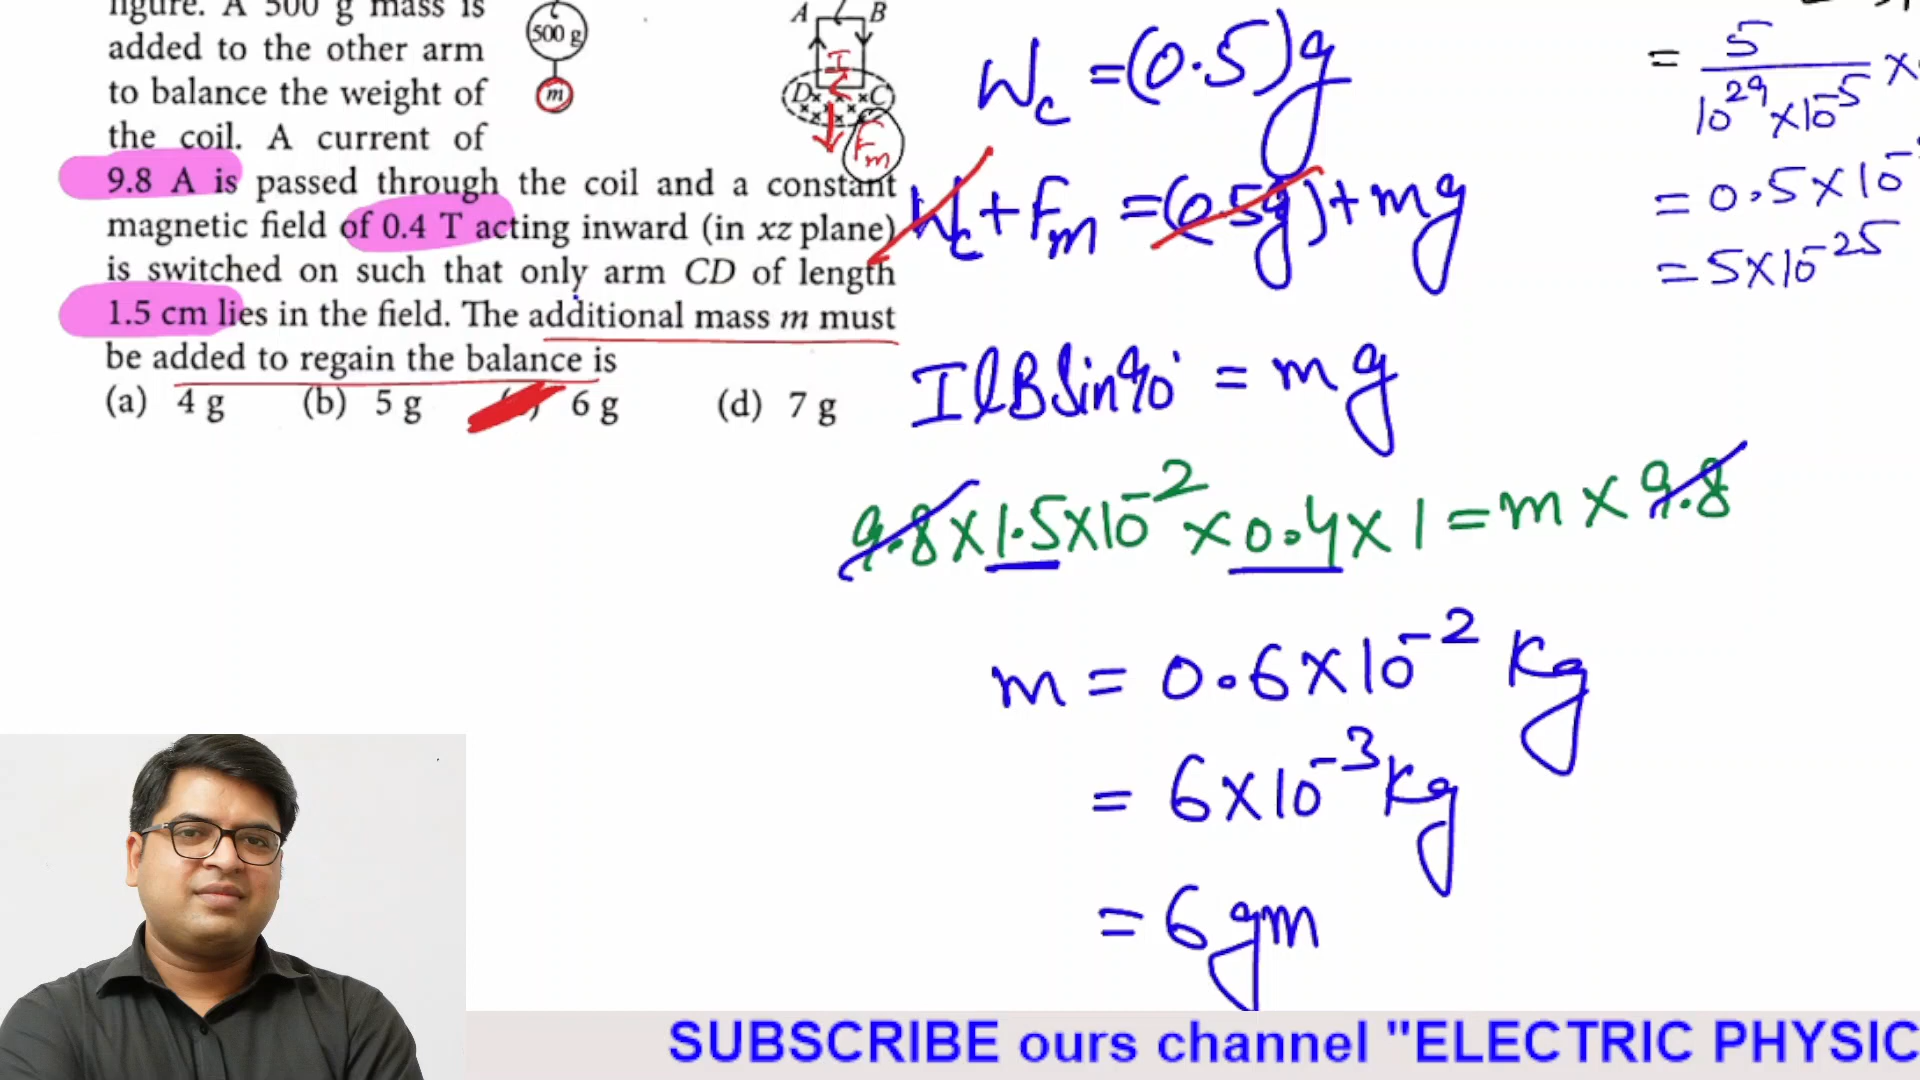 figure. A 500 g mass is
added to the other arm
to balance the weight of
the coil. A current of
9.8 A is passed through the coil and a constant
magnetic field of 0.4 T acting inward (in xz plane)
is switched on such that only arm CD of length
1.5 cm lies in the field. The additional mass m must
be added to regain the balance is
(a) 4 g (b) 5 g 6 g (d) 7 g
500 g
m
A B
I
D C
Fm
Wc = (0.5)g
Wc + Fm = (0.5g) + mg
IlBSin90° = mg
9.8 × 1.5 × 10⁻² × 0.4 × 1 = m × 9.8
m = 0.6 × 10⁻² Kg
= 6 × 10⁻³ Kg
= 6 gm
= 5 / 10²⁹ × 10⁻⁵ ×
= 0.5 × 10⁻
= 5 × 10⁻²⁵
SUBSCRIBE ours channel "ELECTRIC PHYSIC